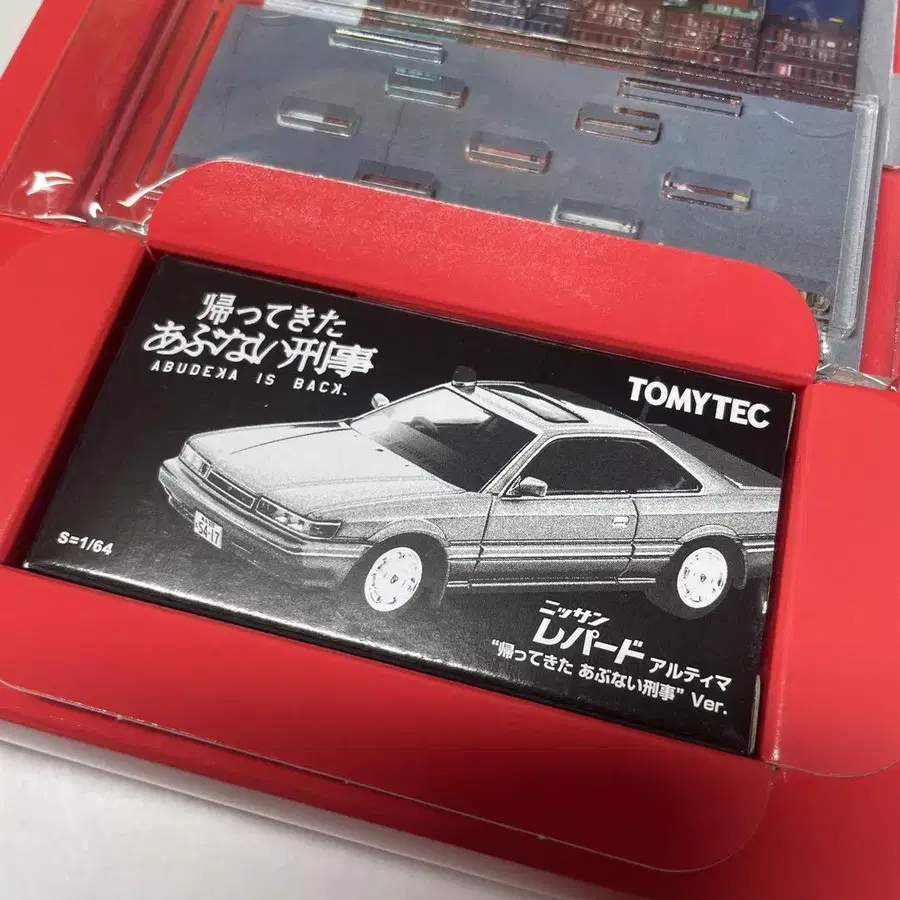 帰ってきた
あぶない刑事
ABUDEKA IS BACK.
TOMYTEC
S=1/64
ニッサン
レパード アルティマ
“帰ってきた あぶない刑事” Ver.